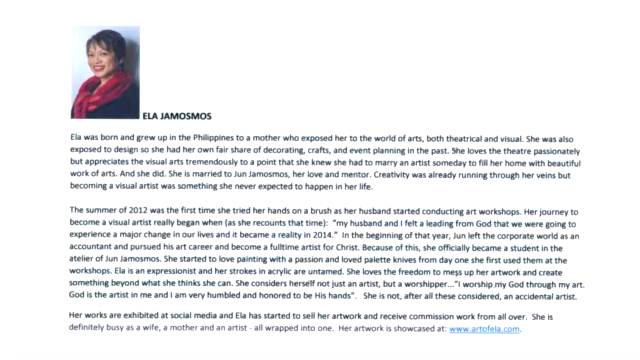 ELA JAMOSMOS
Ela was born and grew up in the Philippines to a mother who exposed her to the world of arts, both theatrical and visual. She was also
exposed to design so she had her own fair share of decorating, crafts, and event planning in the past. She loves the theatre passionately
but appreciates the visual arts tremendously to a point that she knew she had to marry an artist someday to fill her home with beautiful
work of arts. And she did. She is married to Jun Jamosmos, her love and mentor. Creativity was already running through her veins but
becoming a visual artist was something she never expected to happen in her life.
The summer of 2012 was the first time she tried her hands on a brush as her husband started conducting art workshops. Her journey to
become a visual artist really began when (as she recounts that time): "my husband and I felt a leading from God that we were going to
experience a major change in our lives and it became a reality in 2014." In the beginning of that year, Jun left the corporate world as an
accountant and pursued his art career and become a fulltime artist for Christ. Because of this, she officially became a student in the
atelier of Jun Jamosmos. She started to love painting with a passion and loved palette knives from day one she first used them at the
workshops. Ela is an expressionist and her strokes in acrylic are untamed. She loves the freedom to mess up her artwork and create
something beyond what she thinks she can. She considers herself not just an artist, but a worshipper..."I worship my God through my art.
God is the artist in me and I am very humbled and honored to be His hands". She is not, after all these considered, an accidental artist.
Her works are exhibited at social media and Ela has started to sell her artwork and receive commission work from all over. She is
definitely busy as a wife, a mother and an artist - all wrapped into one. Her artwork is showcased at: www.artofela.com.